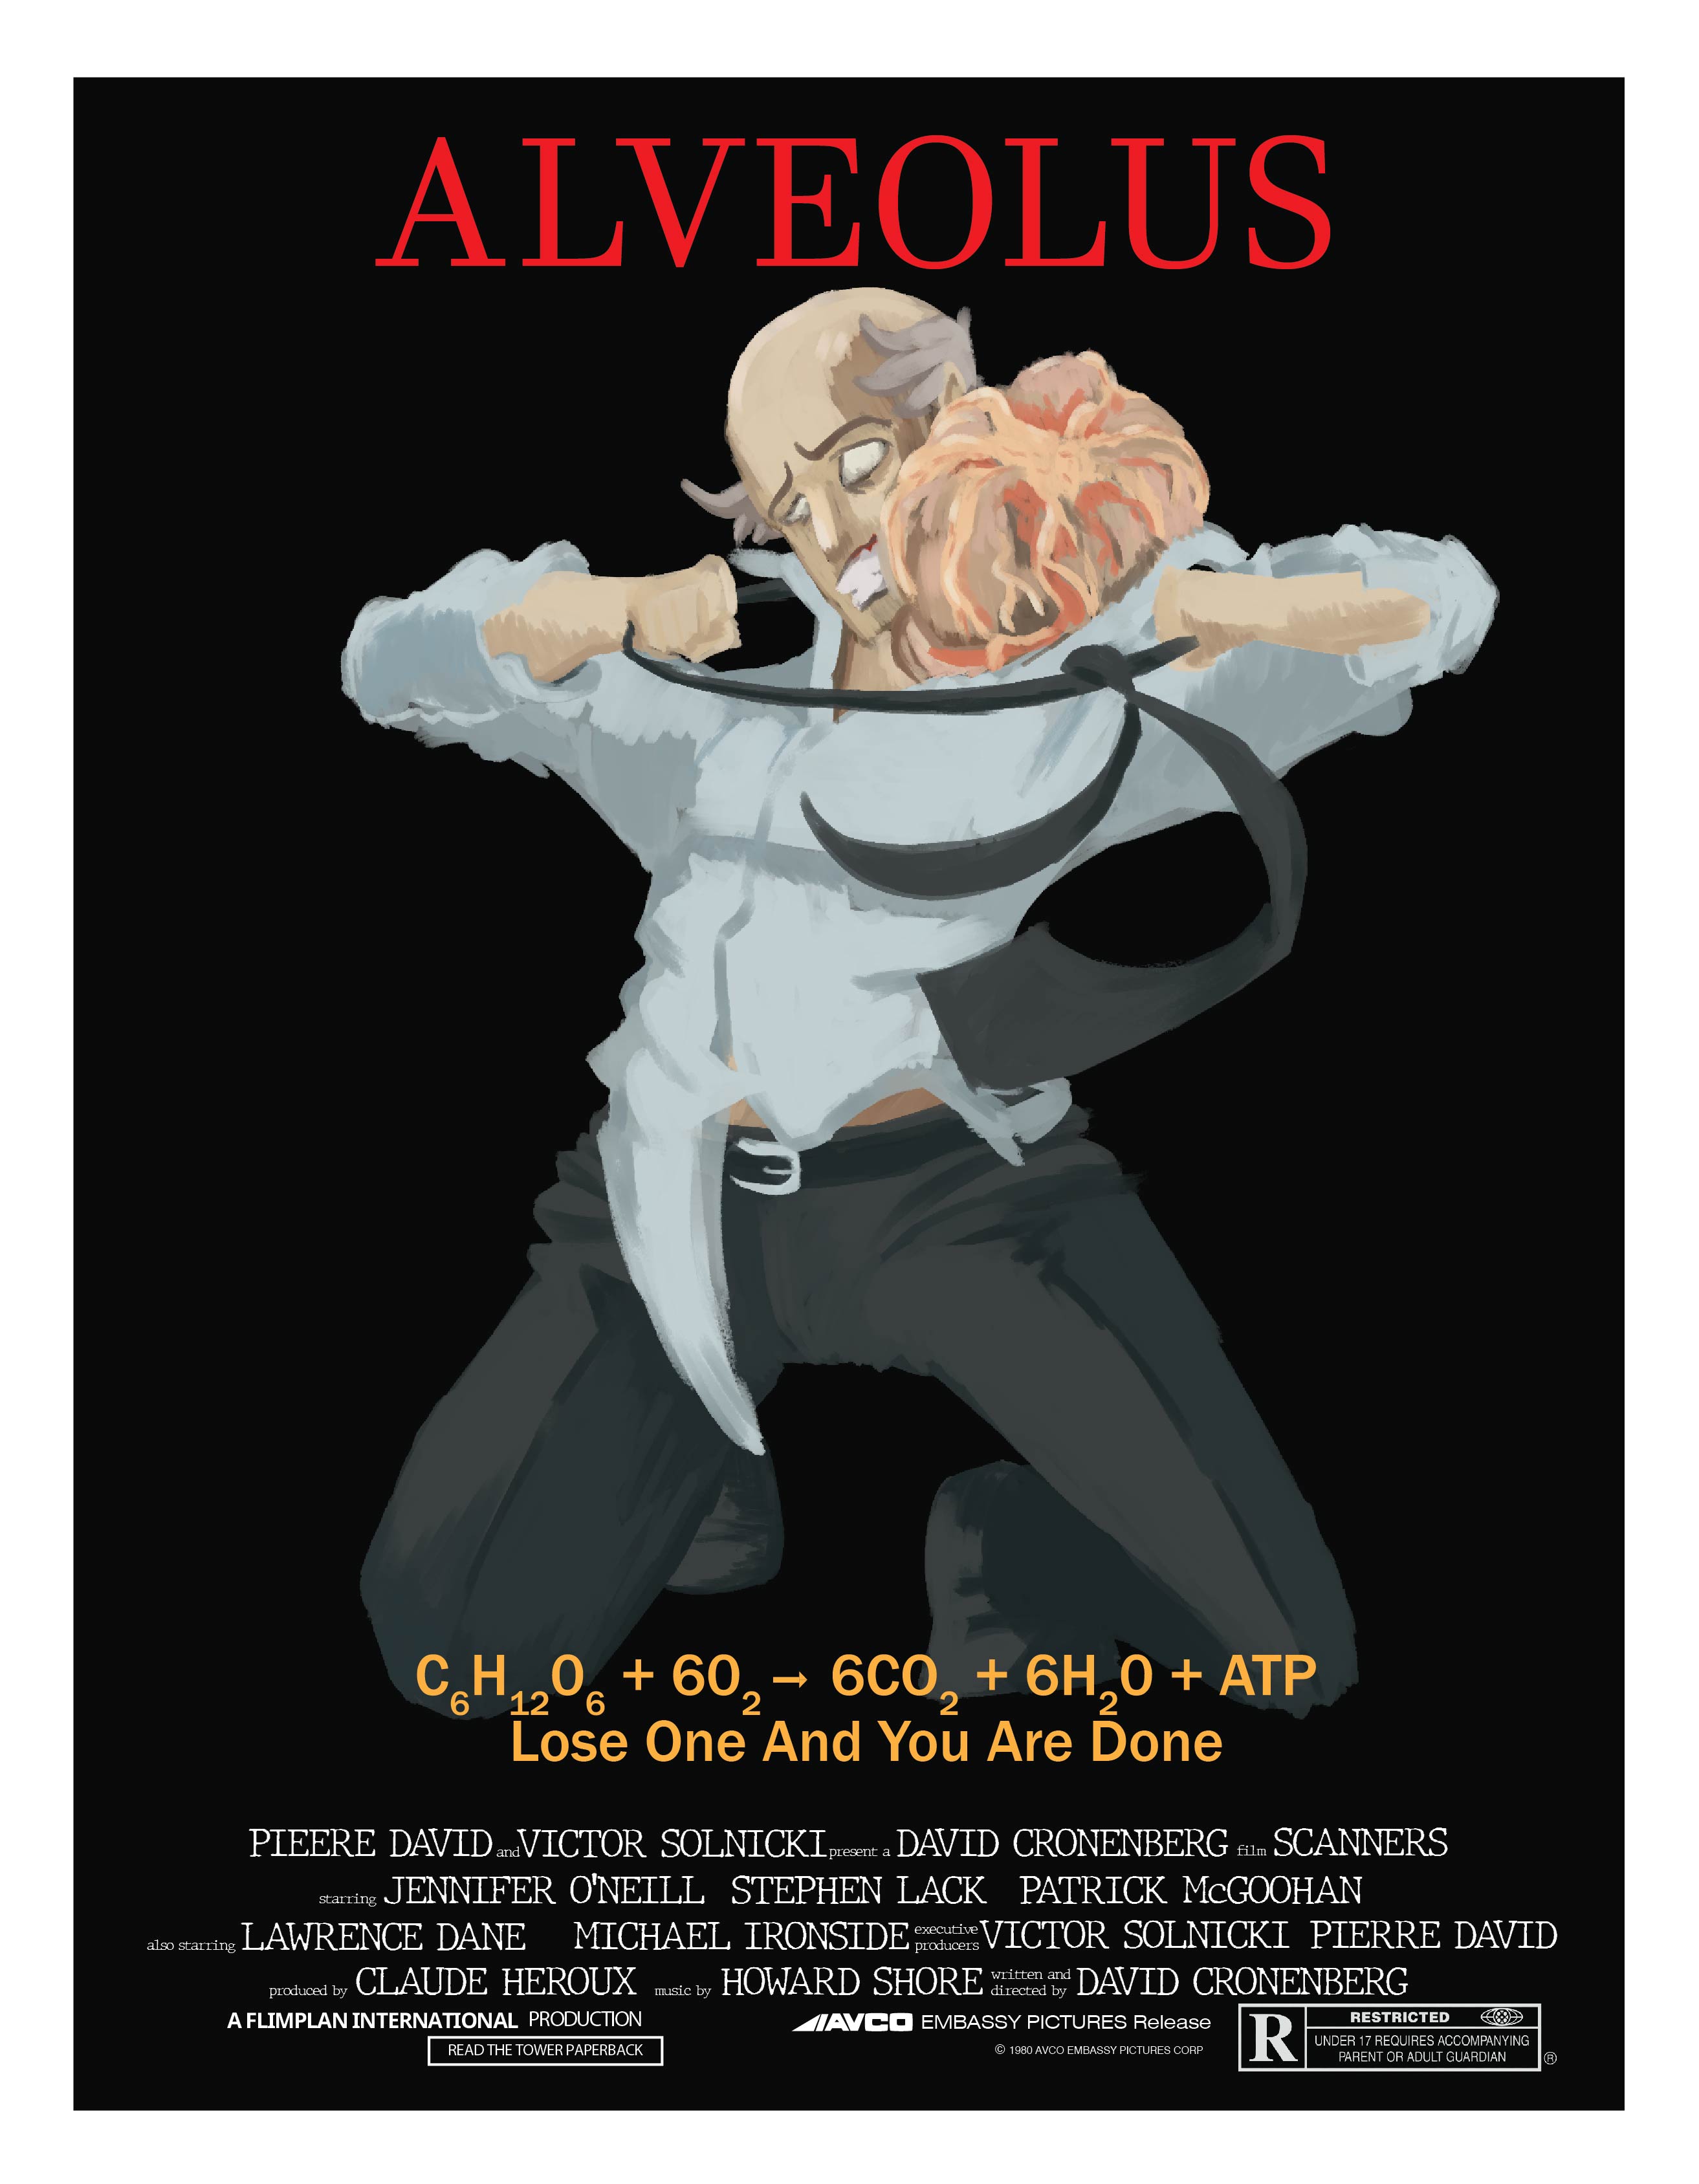 ALVEOLUS
C6H12O6 + 6O2 → 6CO2 + 6H2O + ATP
Lose One And You Are Done
PIEERE DAVID and VICTOR SOLNICKI present a DAVID CRONENBERG film SCANNERS
starring JENNIFER O'NEILL STEPHEN LACK PATRICK McGOOHAN
also starring LAWRENCE DANE MICHAEL IRONSIDE executive producers VICTOR SOLNICKI PIERRE DAVID
produced by CLAUDE HEROUX music by HOWARD SHORE written and directed by DAVID CRONENBERG
A FLIMPLAN INTERNATIONAL PRODUCTION
READ THE TOWER PAPERBACK
AVCO EMBASSY PICTURES Release
© 1980 AVCO EMBASSY PICTURES CORP
R RESTRICTED
UNDER 17 REQUIRES ACCOMPANYING
PARENT OR ADULT GUARDIAN ®